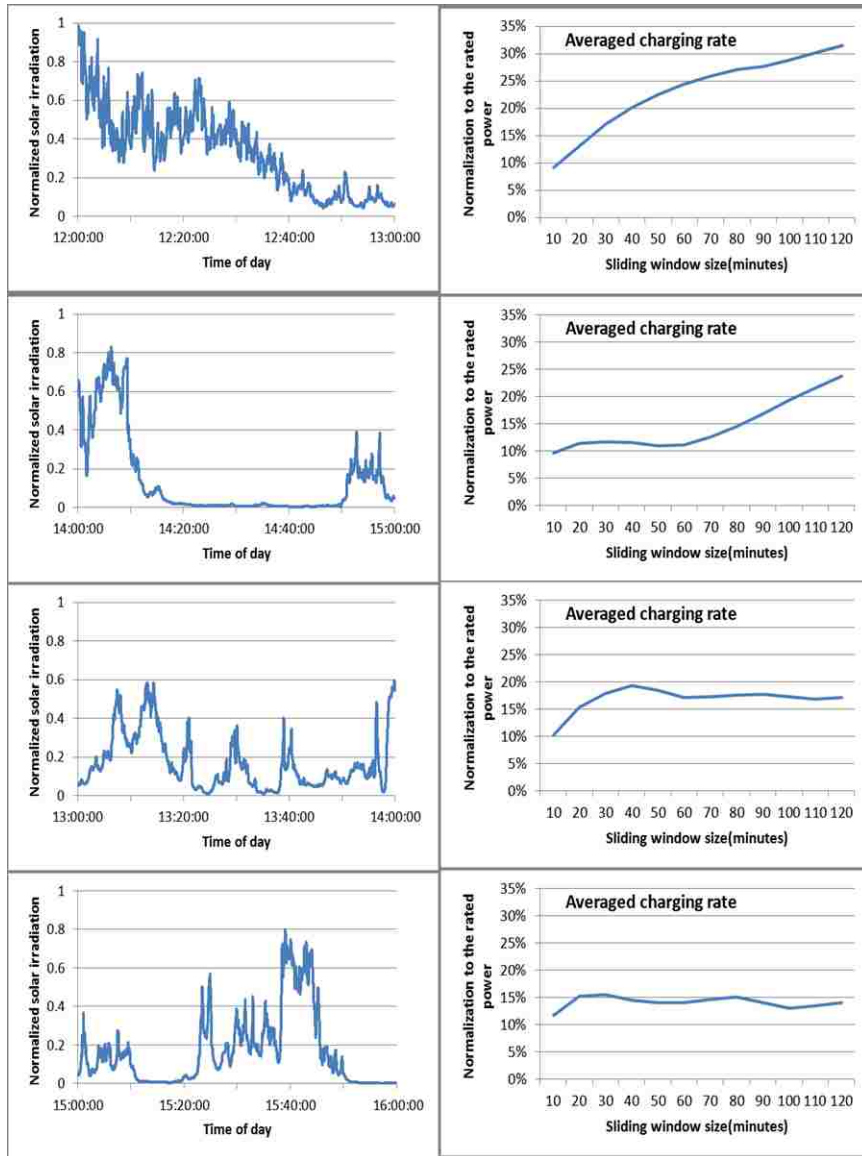 Normalized solar irradiation
1
0.8
0.6
0.4
0.2
0
12:00:00 12:20:00 12:40:00 13:00:00
Time of day
Averaged charging rate
Normalization to the rated
power
35%
30%
25%
20%
15%
10%
5%
0%
10 20 30 40 50 60 70 80 90 100 110 120
Sliding window size(minutes)
Normalized solar irradiation
1
0.8
0.6
0.4
0.2
0
14:00:00 14:20:00 14:40:00 15:00:00
Time of day
Averaged charging rate
Normalization to the rated
power
35%
30%
25%
20%
15%
10%
5%
0%
10 20 30 40 50 60 70 80 90 100 110 120
Sliding window size(minutes)
Normalized solar irradiation
1
0.8
0.6
0.4
0.2
0
13:00:00 13:20:00 13:40:00 14:00:00
Time of day
Averaged charging rate
Normalization to the rated
power
35%
30%
25%
20%
15%
10%
5%
0%
10 20 30 40 50 60 70 80 90 100 110 120
Sliding window size(minutes)
Normalized solar irradiation
1
0.8
0.6
0.4
0.2
0
15:00:00 15:20:00 15:40:00 16:00:00
Time of day
Averaged charging rate
Normalization to the rated
power
35%
30%
25%
20%
15%
10%
5%
0%
10 20 30 40 50 60 70 80 90 100 110 120
Sliding window size(minutes)